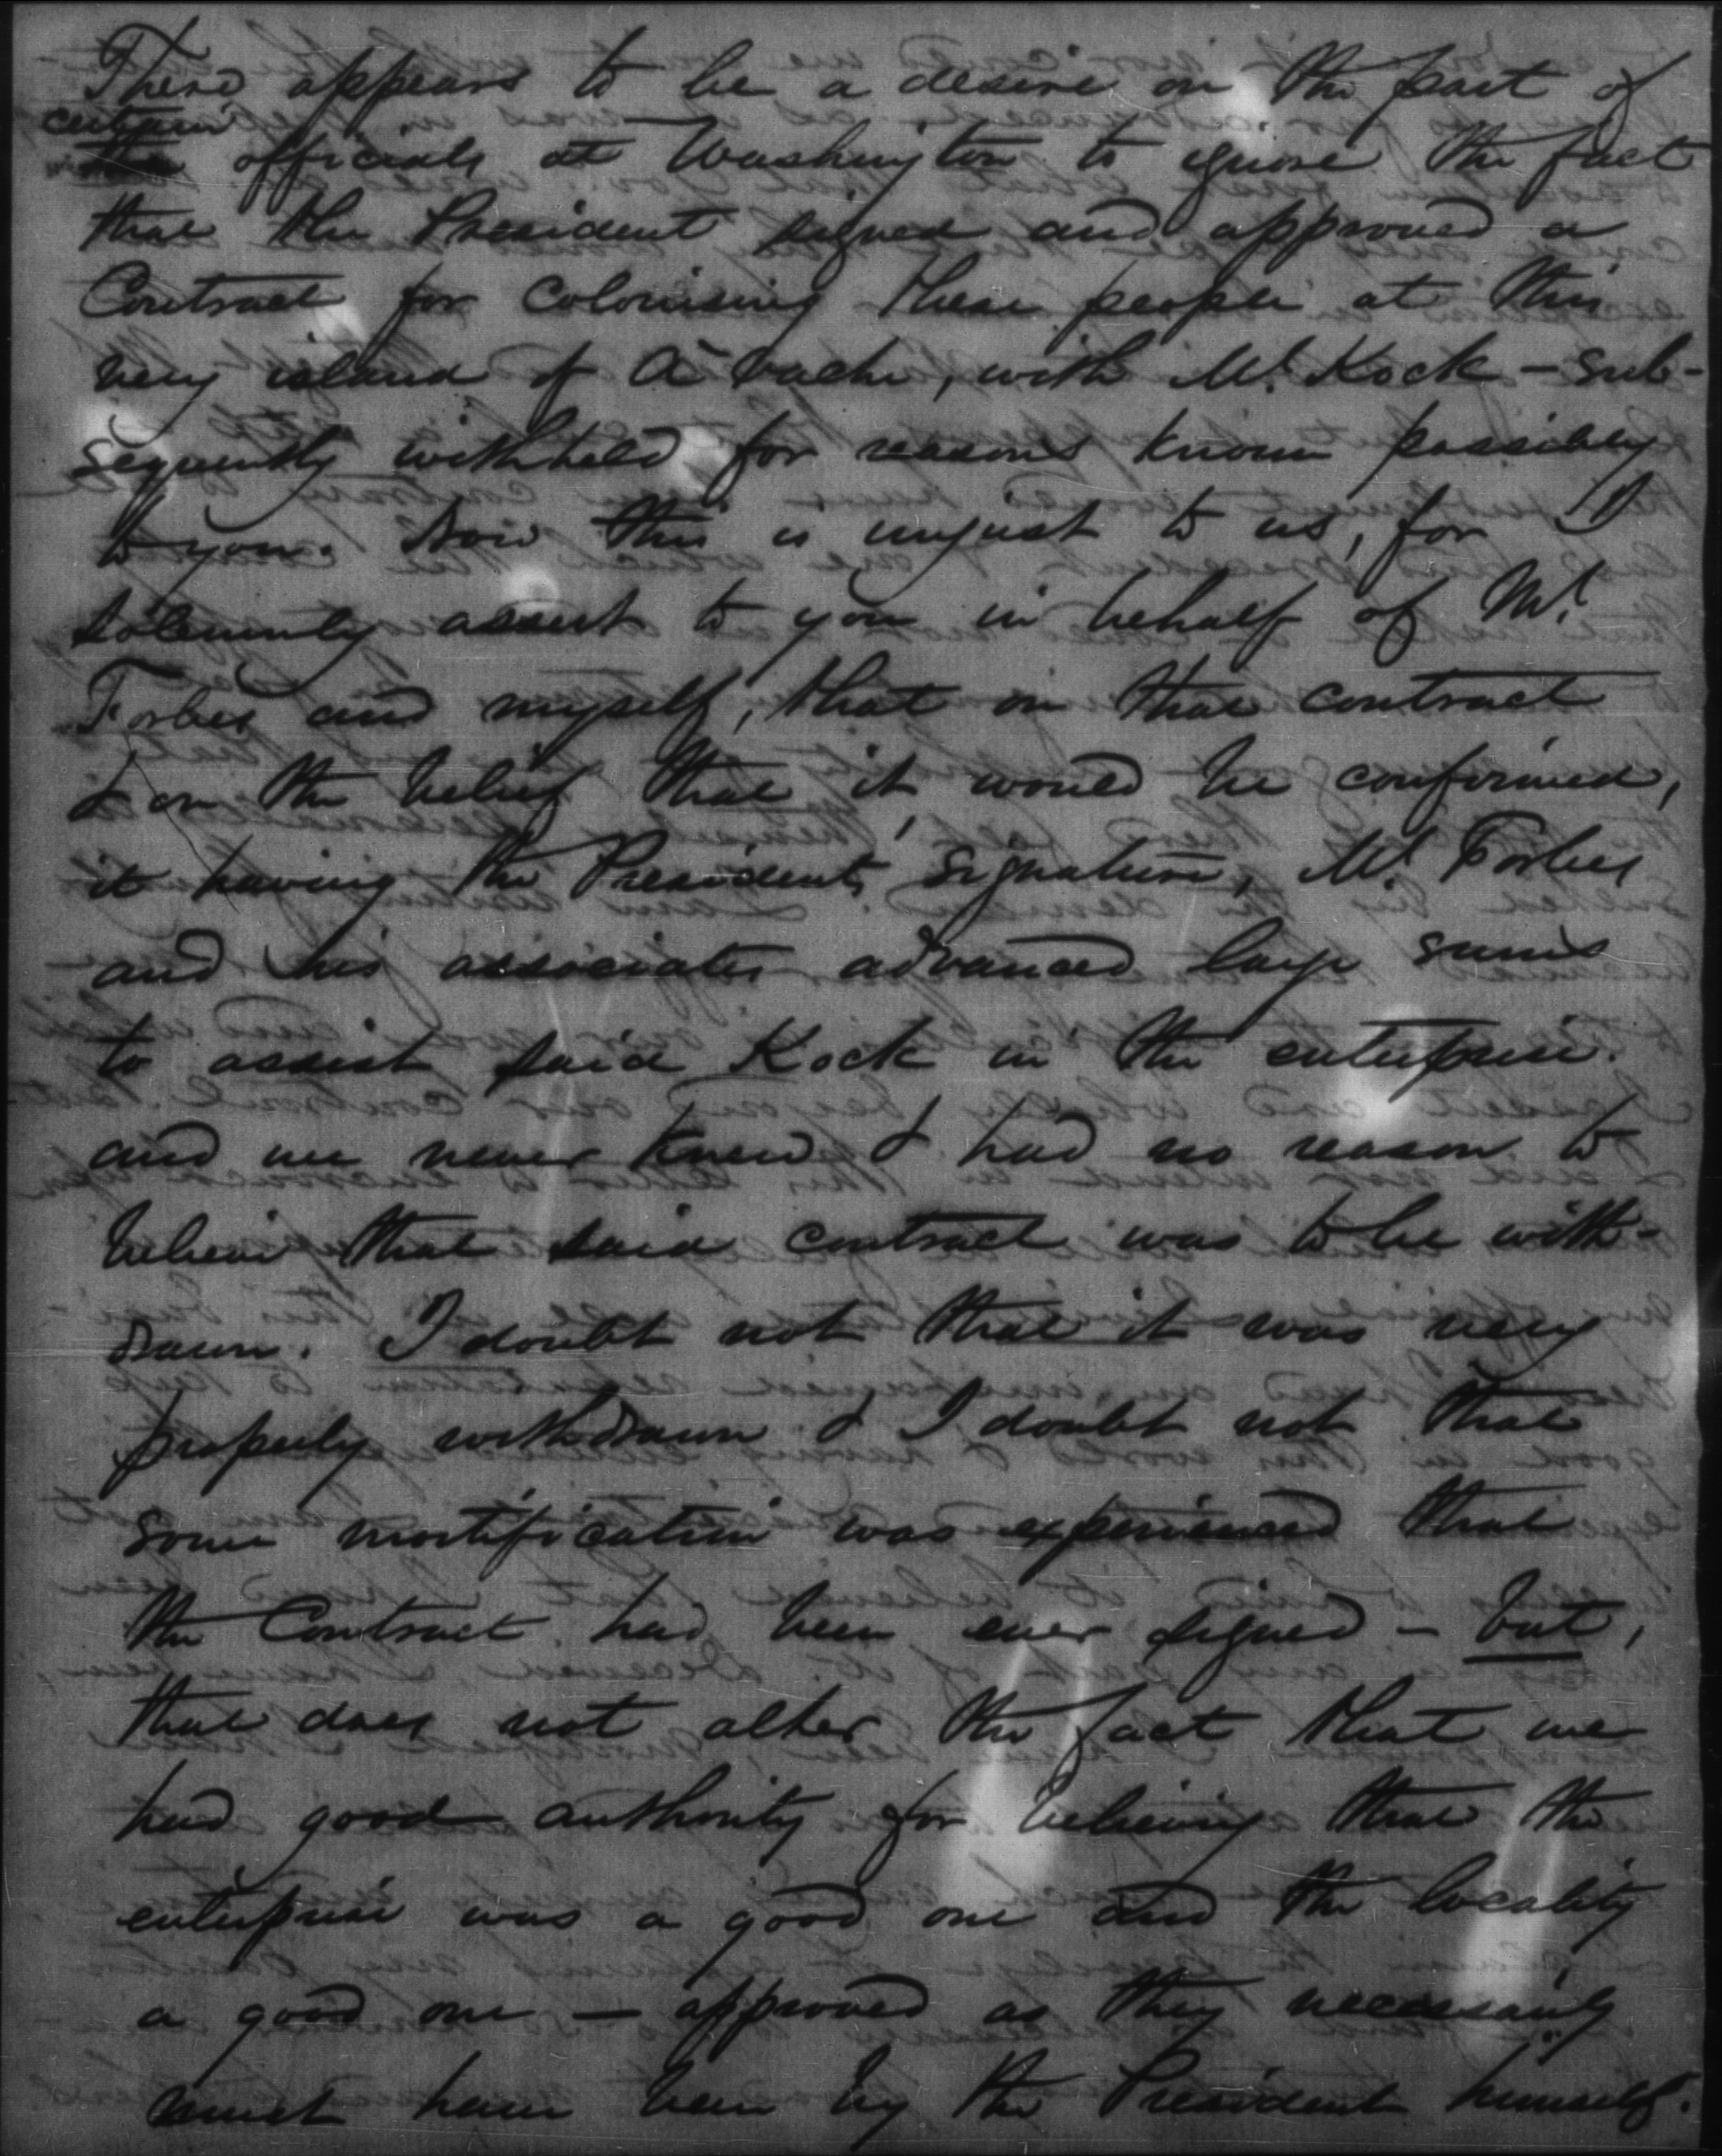 There appears to be a desire on the part of
certain
officials at Washington to ignore the fact
that the President signed and approved a
Contract for colonising these people at this
very island of A'Vache, with Mr. Kock – sub-
sequently withheld for reasons known possibly
to you. Now this is unjust to us, for I
solemnly assert to you in behalf of Mr.
Forbes and myself, that on that contract
& on the belief that it would be confirmed,
it having the President's signature, Mr. Forbes
and his associates advanced large sums
to assist said Kock in the enterprise.
and we never knew & had no reason to
believe that said contract was to be with-
drawn. I doubt not that it was very
properly withdrawn & I doubt not that
some mortification was experienced that
the Contract had been ever signed – but,
that does not alter the fact that we
had good authority for believing that the
enterprise was a good one and the locality
a good one – approved as they necessarily
must have been by the President himself.